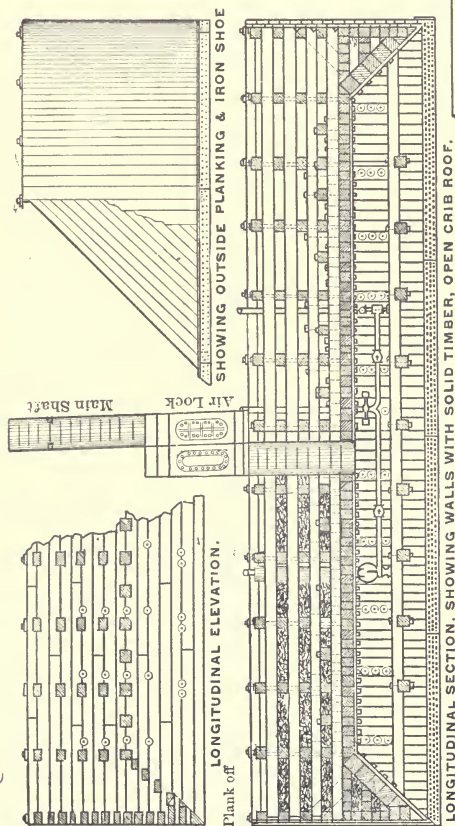 SHOWING OUTSIDE PLANKING & IRON SHOE
Main Shaft
Air Lock
LONGITUDINAL ELEVATION.
Plank off
LONGITUDINAL SECTION, SHOWING WALLS WITH SOLID TIMBER, OPEN CRIB ROOF.